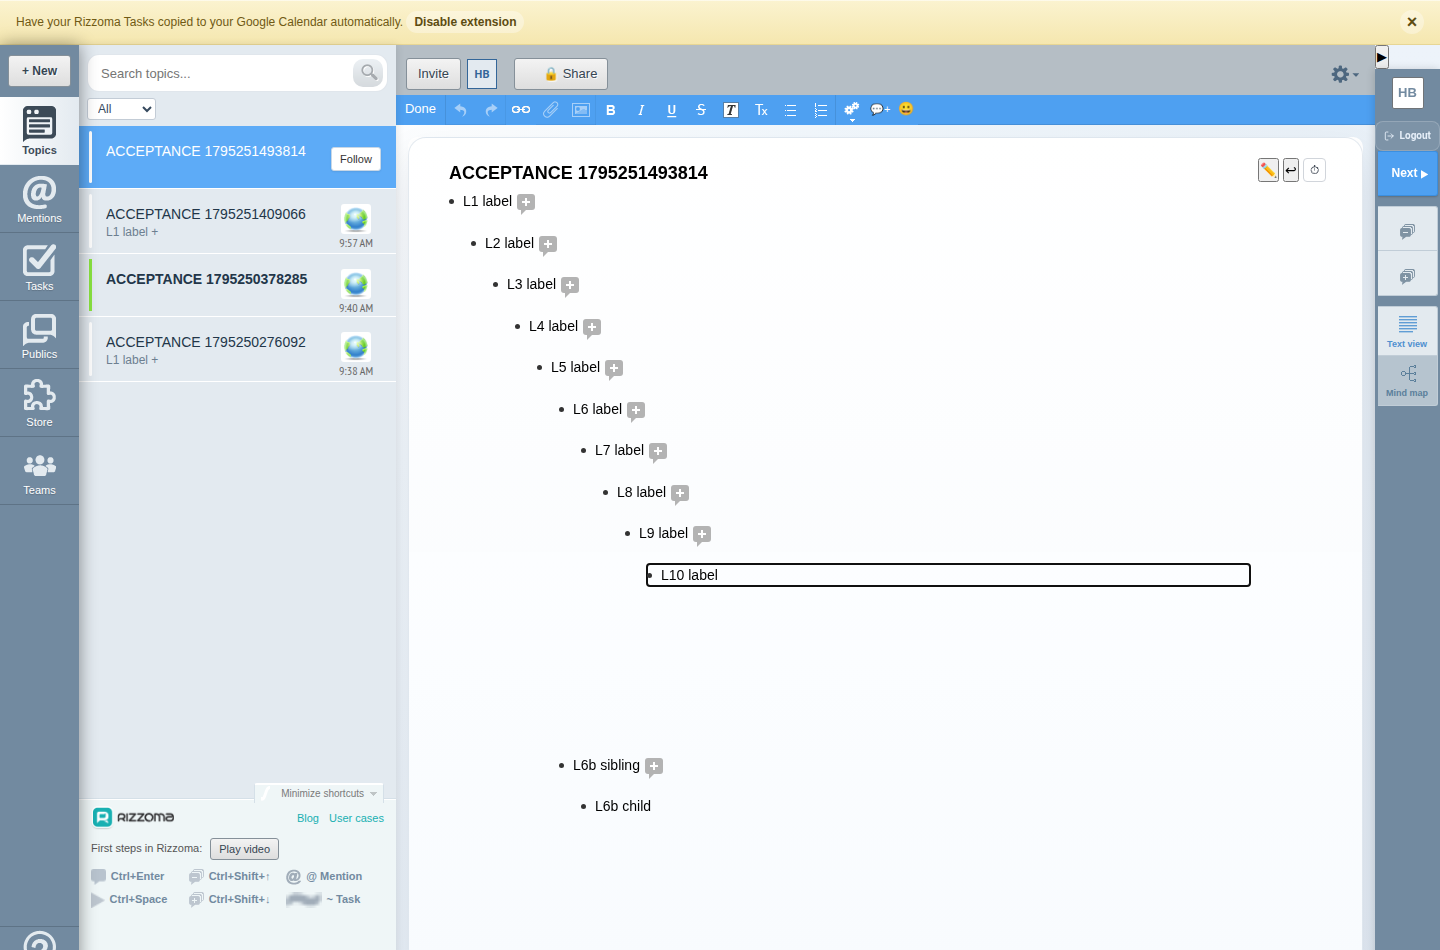 Have your Rizzoma Tasks copied to your Google Calendar automatically. Disable extension ×
+ New
Topics
Mentions
Tasks
Publics
Store
Teams
Search topics...
All
ACCEPTANCE 1795251493814
Follow
ACCEPTANCE 1795251409066
L1 label +
9:57 AM
ACCEPTANCE 1795250378285
9:40 AM
ACCEPTANCE 1795250276092
L1 label +
9:38 AM
Minimize shortcuts
RIZZOMA
Blog User cases
First steps in Rizzoma: Play video
Ctrl+Enter Ctrl+Shift+↑ @ Mention
Ctrl+Space Ctrl+Shift+↓ ~ Task
Invite HB Share
Done B I U S T Tx
ACCEPTANCE 1795251493814
L1 label
L2 label
L3 label
L4 label
L5 label
L6 label
L7 label
L8 label
L9 label
L10 label
L6b sibling
L6b child
HB
Logout
Next
Text view
Mind map